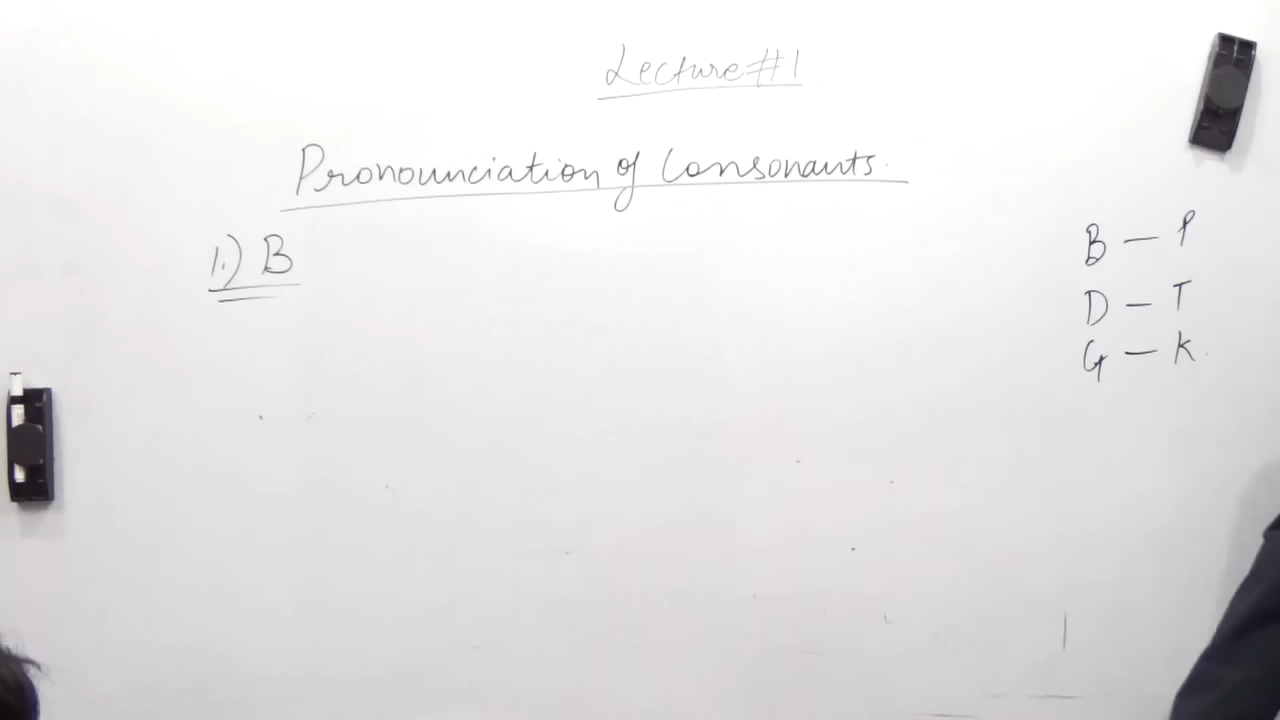 Lecture #1
Pronounciation of Consonants.
1.) B
B — P
D — T
G — K.